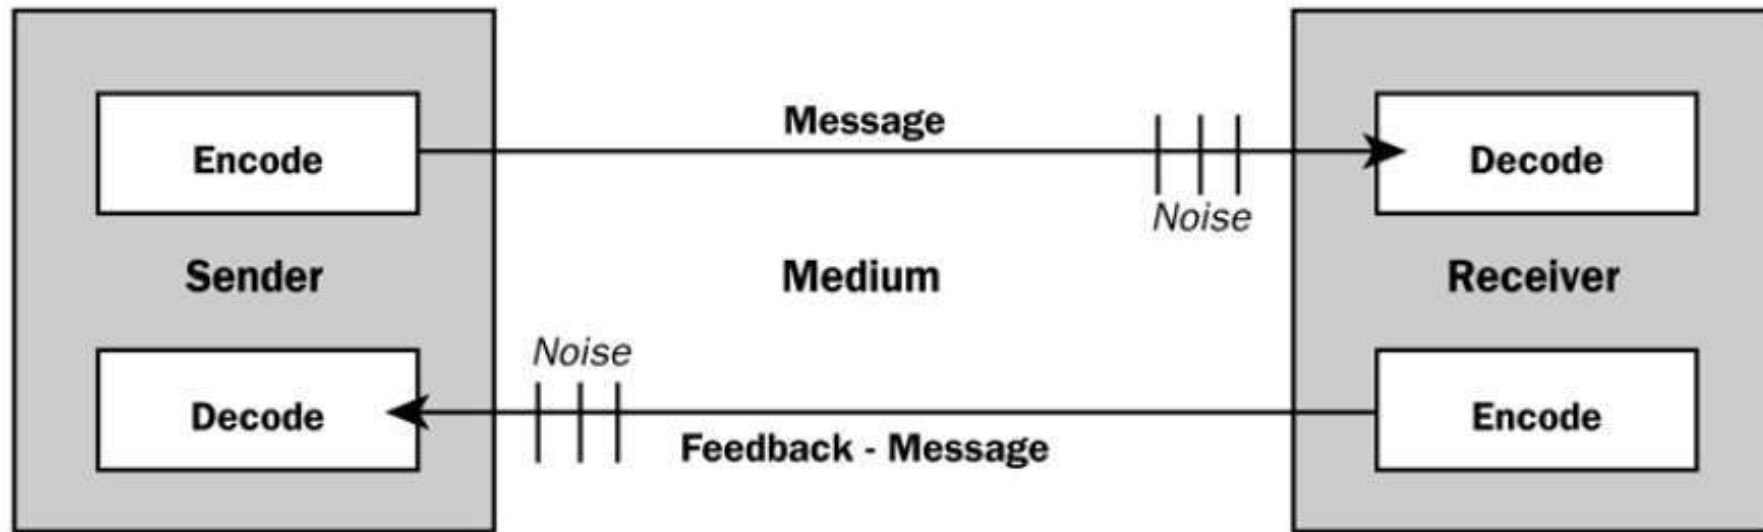 Message
Encode
Decode
Noise
Sender
Medium
Receiver
Noise
Decode
Encode
Feedback - Message